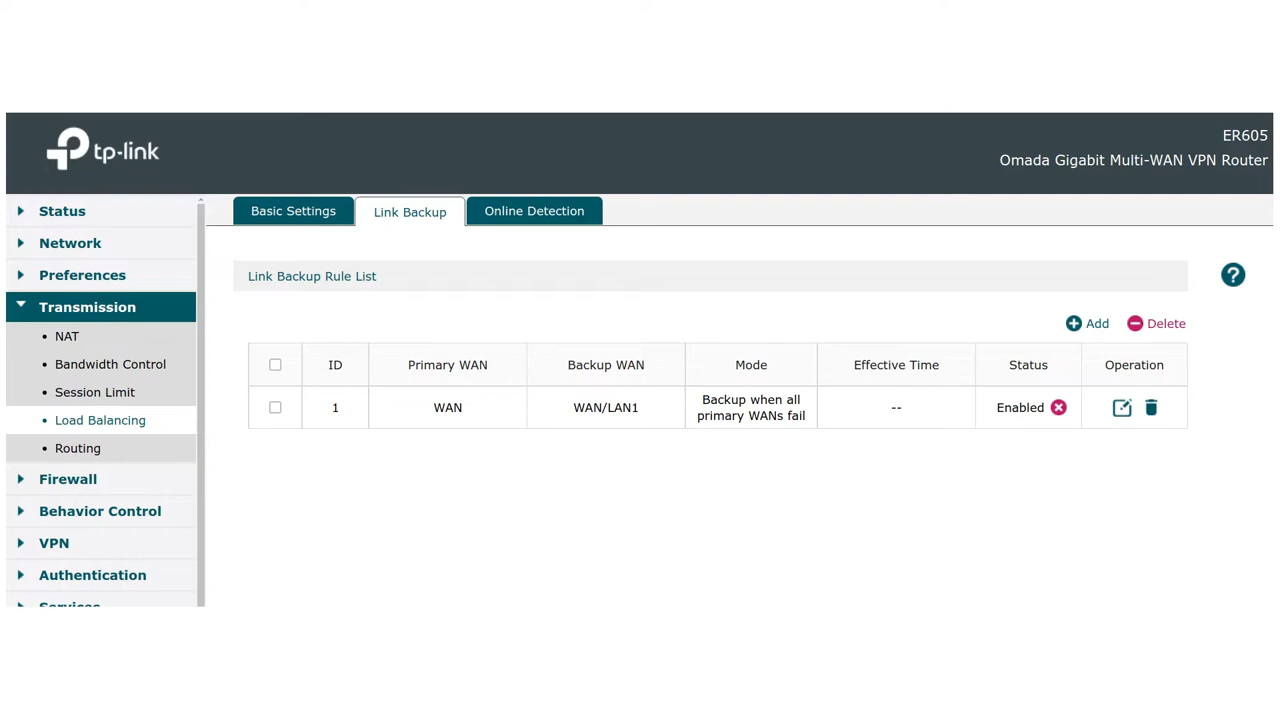 tp-link
ER605
Omada Gigabit Multi-WAN VPN Router
Status
Network
Preferences
Transmission
NAT
Bandwidth Control
Session Limit
Load Balancing
Routing
Firewall
Behavior Control
VPN
Authentication
Services
Basic Settings Link Backup Online Detection
Link Backup Rule List
?
Add Delete
ID Primary WAN Backup WAN Mode Effective Time Status Operation
1 WAN WAN/LAN1 Backup when all primary WANs fail -- Enabled